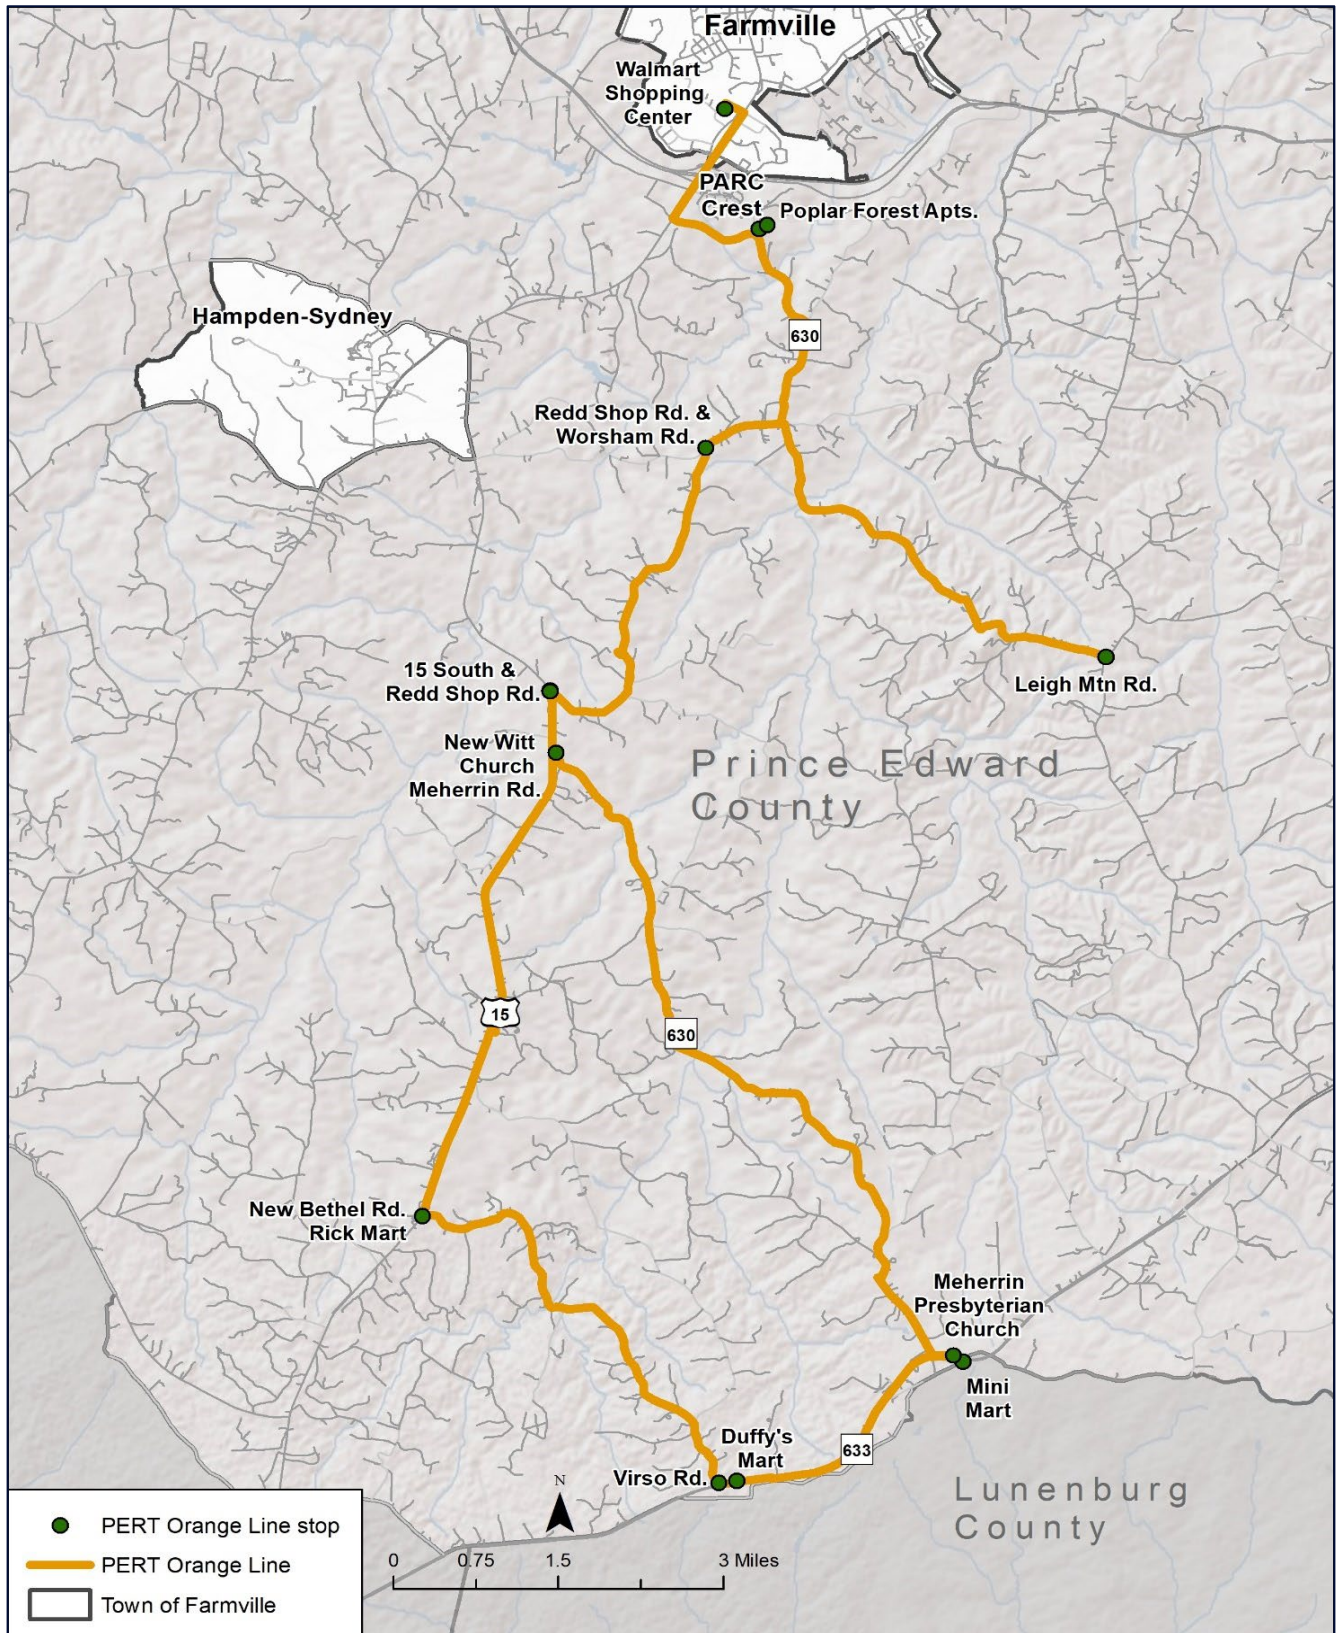 Farmville
Walmart
Shopping
Center
PARC
Crest
Poplar Forest Apts.
Hampden-Sydney
630
Redd Shop Rd. &
Worsham Rd.
15 South &
Redd Shop Rd.
Leigh Mtn Rd.
New Witt
Church
Meherrin Rd.
Prince Edward
County
15
630
New Bethel Rd.
Rick Mart
Meherrin
Presbyterian
Church
Mini
Mart
Duffy's
Mart
633
Virso Rd.
Lunenburg
County
N
PERT Orange Line stop
PERT Orange Line
Town of Farmville
0 0.75 1.5 3 Miles